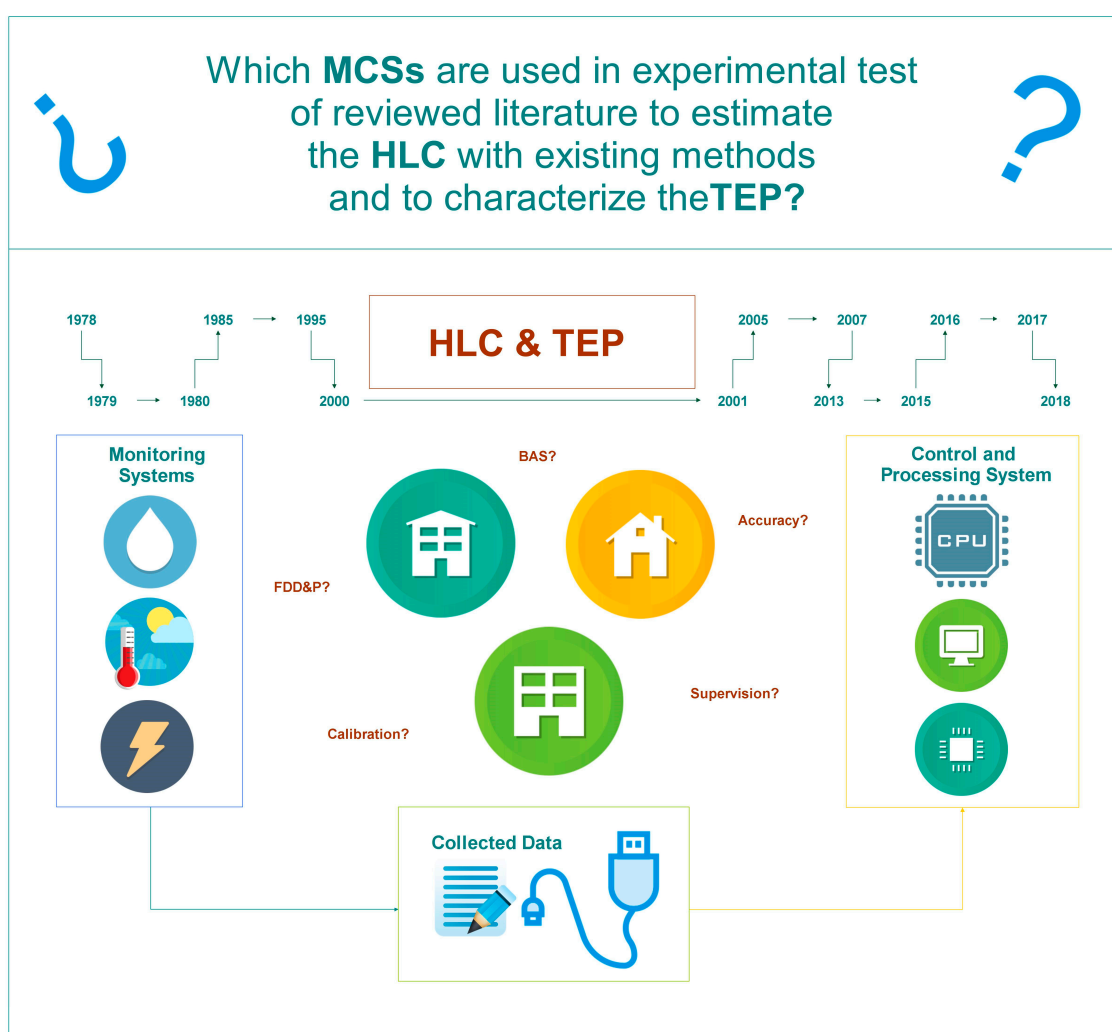 Which MCSs are used in experimental test
of reviewed literature to estimate
the HLC with existing methods
and to characterize theTEP?
1978
1985
1995
HLC & TEP
2005
2007
2016
2017
1979
1980
2000
2001
2013
2015
2018
Monitoring
Systems
BAS?
Control and
Processing System
Accuracy?
CPU
FDD&P?
Supervision?
Calibration?
Collected Data